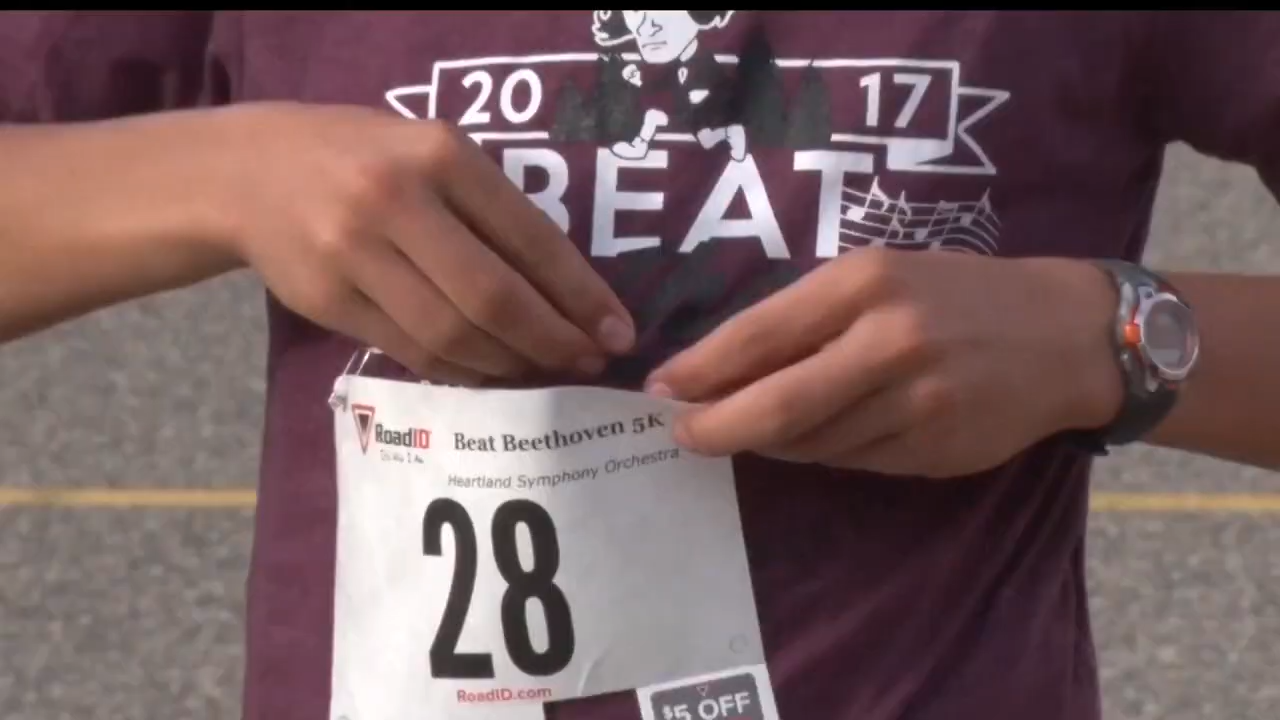 20 17
BEAT
RoadID
Beat Beethoven 5K
Heartland Symphony Orchestra
28
RoadID.com
$5 OFF